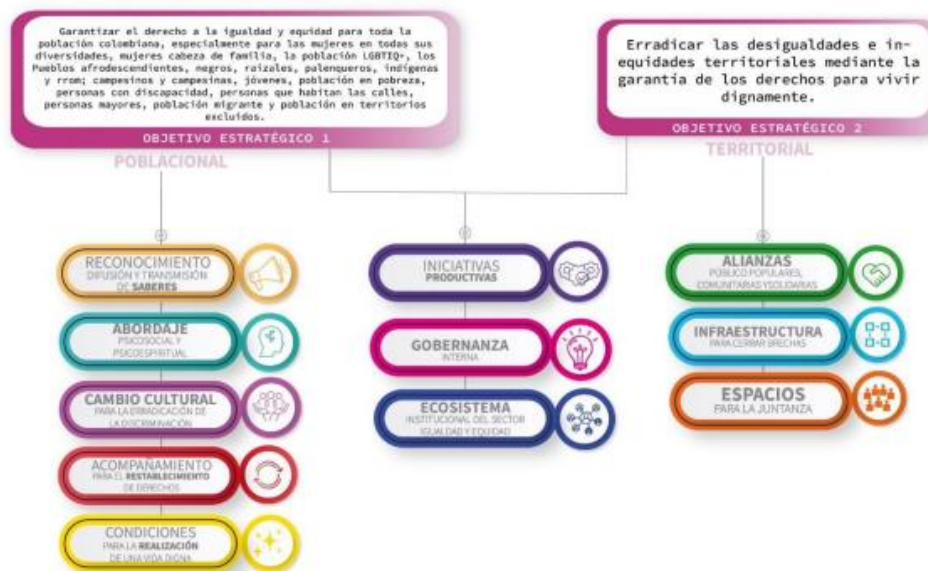 Garantizar el derecho a la igualdad y equidad para toda la
población colombiana, especialmente para las mujeres en todas sus
diversidades, mujeres cabeza de familia, la población LGBTIQ+, los
Pueblos afrodescendientes, negros, raizales, palenqueros, indígenas
y rrom; campesinos y campesinas, jóvenes, población en pobreza,
personas con discapacidad, personas que habitan las calles,
personas mayores, población migrante y población en territorios
excluidos.
OBJETIVO ESTRATÉGICO 1
POBLACIONAL
Erradicar las desigualdades e in-
equidades territoriales mediante la
garantía de los derechos para vivir
dignamente.
OBJETIVO ESTRATÉGICO 2
TERRITORIAL
RECONOCIMIENTO
DIFUSIÓN Y TRANSMISIÓN
DE SABERES
ABORDAJE
PSICOSOCIAL Y
PSICOESPIRITUAL
CAMBIO CULTURAL
PARA LA ERRADICACIÓN DE
LA DISCRIMINACIÓN
ACOMPAÑAMIENTO
PARA EL RESTABLECIMIENTO
DE DERECHOS
CONDICIONES
PARA LA REALIZACIÓN
DE UNA VIDA DIGNA
INICIATIVAS
PRODUCTIVAS
GOBERNANZA
INTERNA
ECOSISTEMA
INSTITUCIONAL DEL SECTOR
IGUALDAD Y EQUIDAD
ALIANZAS
PÚBLICO POPULARES,
COMUNITARIAS YSOLIDARIAS
INFRAESTRUCTURA
PARA CERRAR BRECHAS
ESPACIOS
PARA LA JUNTANZA